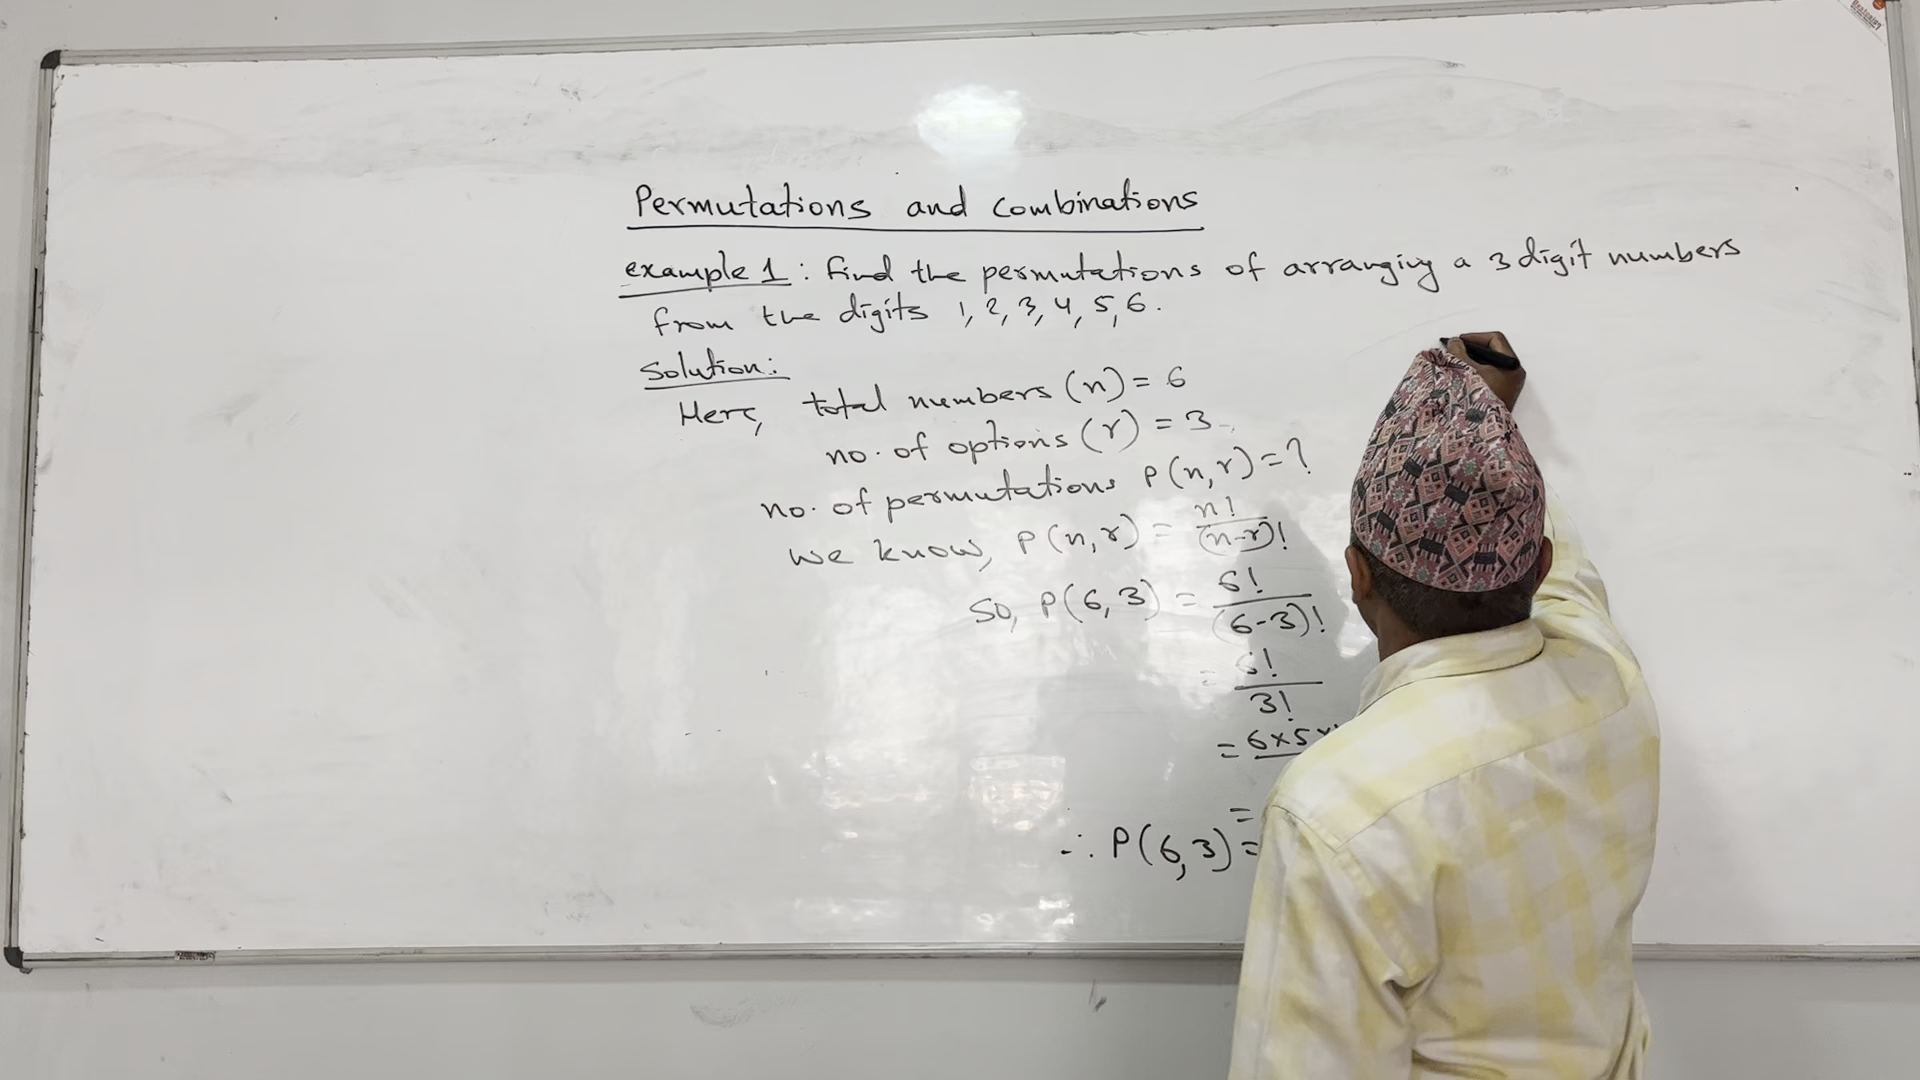 Permutations and Combinations
example 1: Find the permutations of arranging a 3 digit numbers
from the digits 1, 2, 3, 4, 5, 6.
Solution:
Here, total numbers (n) = 6
no. of options (r) = 3
no. of permutations P(n, r) = ?
we know, P(n, r) = n! / (n-r)!
So, P(6, 3) = 6! / (6-3)!
= 6! / 3!
= 6×5×
=
∴ P(6, 3) =